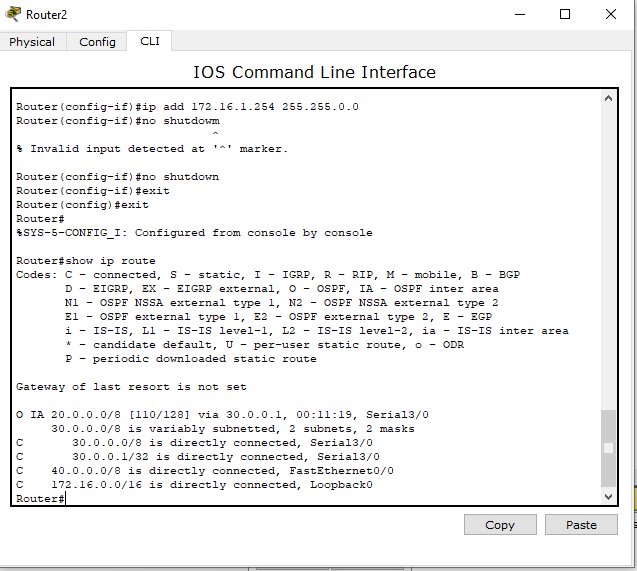 Router2
Physical Config CLI
IOS Command Line Interface
Router(config-if)#ip add 172.16.1.254 255.255.0.0
Router(config-if)#no shutdowm
^
% Invalid input detected at '^' marker.
Router(config-if)#no shutdown
Router(config-if)#exit
Router(config)#exit
Router#
%SYS-5-CONFIG_I: Configured from console by console
Router#show ip route
Codes: C - connected, S - static, I - IGRP, R - RIP, M - mobile, B - BGP
D - EIGRP, EX - EIGRP external, O - OSPF, IA - OSPF inter area
N1 - OSPF NSSA external type 1, N2 - OSPF NSSA external type 2
E1 - OSPF external type 1, E2 - OSPF external type 2, E - EGP
i - IS-IS, L1 - IS-IS level-1, L2 - IS-IS level-2, ia - IS-IS inter area
* - candidate default, U - per-user static route, o - ODR
P - periodic downloaded static route
Gateway of last resort is not set
O IA 20.0.0.0/8 [110/128] via 30.0.0.1, 00:11:19, Serial3/0
30.0.0.0/8 is variably subnetted, 2 subnets, 2 masks
C 30.0.0.0/8 is directly connected, Serial3/0
C 30.0.0.1/32 is directly connected, Serial3/0
C 40.0.0.0/8 is directly connected, FastEthernet0/0
C 172.16.0.0/16 is directly connected, Loopback0
Router#
Copy Paste